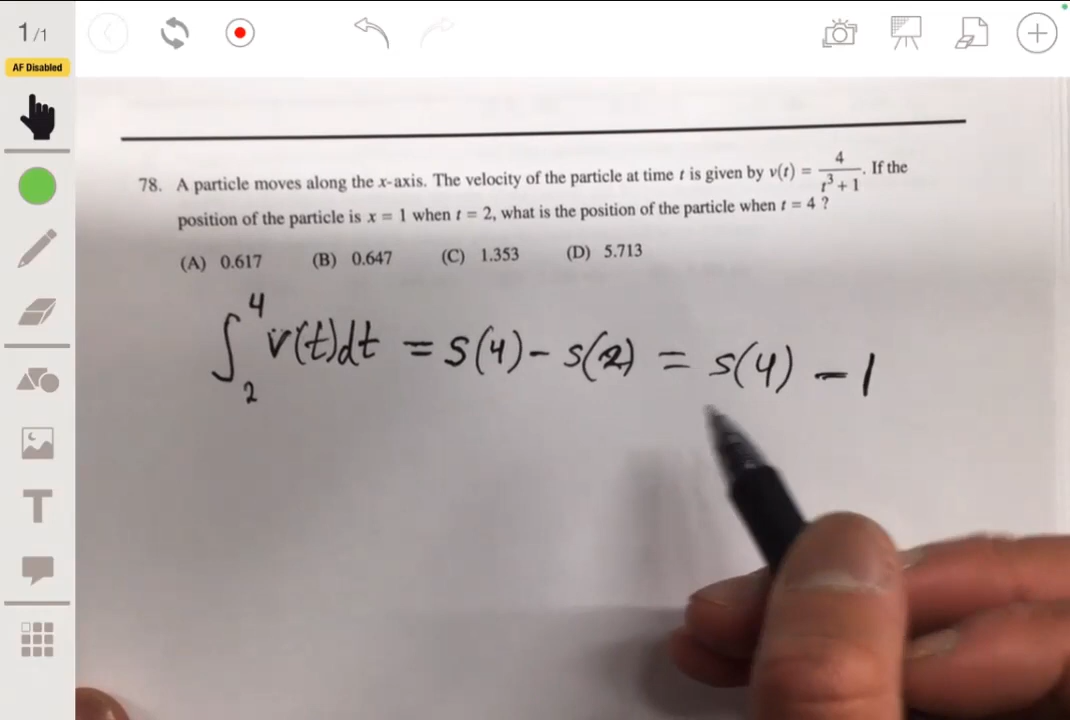 1/1
AF Disabled
78. A particle moves along the x-axis. The velocity of the particle at time t is given by v(t) = 4/(t³ + 1). If the
position of the particle is x = 1 when t = 2, what is the position of the particle when t = 4 ?
(A) 0.617 (B) 0.647 (C) 1.353 (D) 5.713
∫₂⁴ v(t)dt = s(4) - s(2) = s(4) - 1
T